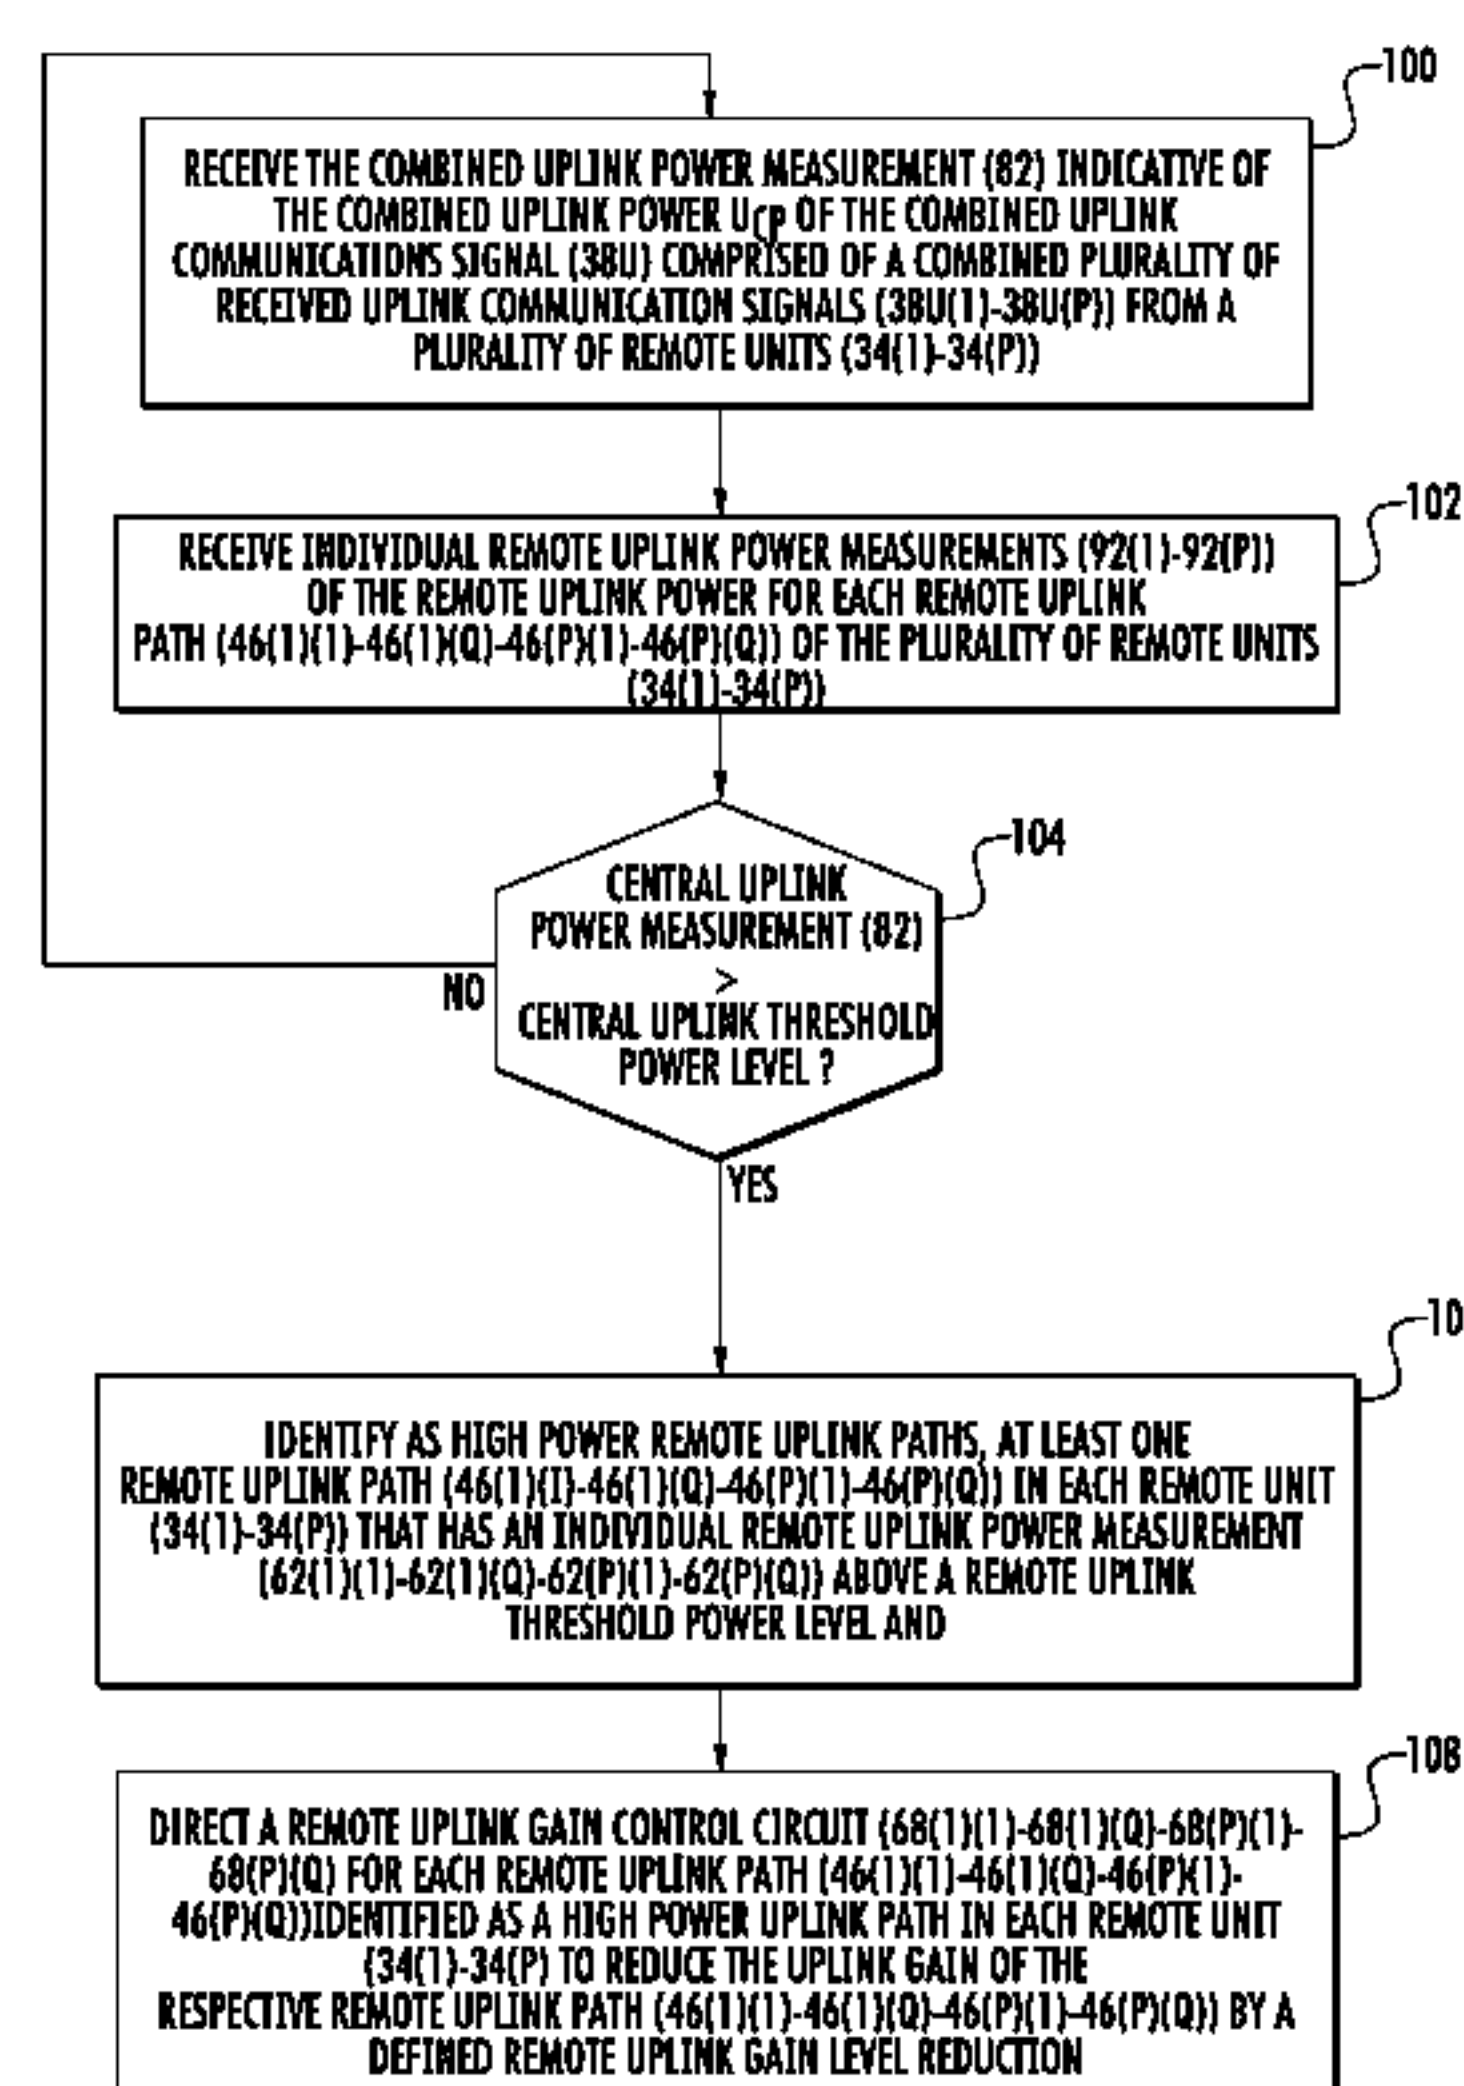 100
RECEIVE THE COMBINED UPLINK POWER MEASUREMENT (82) INDICATIVE OF
THE COMBINED UPLINK POWER UCP OF THE COMBINED UPLINK
COMMUNICATIONS SIGNAL (38U) COMPRISED OF A COMBINED PLURALITY OF
RECEIVED UPLINK COMMUNICATION SIGNALS (38U(1)-38U(P)) FROM A
PLURALITY OF REMOTE UNITS (34(1)-34(P))
102
RECEIVE INDIVIDUAL REMOTE UPLINK POWER MEASUREMENTS (92(1)-92(P))
OF THE REMOTE UPLINK POWER FOR EACH REMOTE UPLINK
PATH (46(1)(1)-46(1)(Q)-46(P)(1)-46(P)(Q)) OF THE PLURALITY OF REMOTE UNITS
(34(1)-34(P))
104
CENTRAL UPLINK
POWER MEASUREMENT (82)
>
CENTRAL UPLINK THRESHOLD
POWER LEVEL ?
NO
YES
10
IDENTIFY AS HIGH POWER REMOTE UPLINK PATHS, AT LEAST ONE
REMOTE UPLINK PATH (46(1)(I)-46(1)(Q)-46(P)(1)-46(P)(Q)) IN EACH REMOTE UNIT
(34(1)-34(P)) THAT HAS AN INDIVIDUAL REMOTE UPLINK POWER MEASUREMENT
(62(1)(1)-62(1)(Q)-62(P)(1)-62(P)(Q)) ABOVE A REMOTE UPLINK
THRESHOLD POWER LEVEL AND
108
DIRECT A REMOTE UPLINK GAIN CONTROL CIRCUIT (68(1)(1)-68(1)(Q)-68(P)(1)-
68(P)(Q) FOR EACH REMOTE UPLINK PATH (46(1)(1)-46(1)(Q)-46(P)(1)-
46(P)(Q))IDENTIFIED AS A HIGH POWER UPLINK PATH IN EACH REMOTE UNIT
(34(1)-34(P) TO REDUCE THE UPLINK GAIN OF THE
RESPECTIVE REMOTE UPLINK PATH (46(1)(1)-46(1)(Q)-46(P)(1)-46(P)(Q)) BY A
DEFINED REMOTE UPLINK GAIN LEVEL REDUCTION